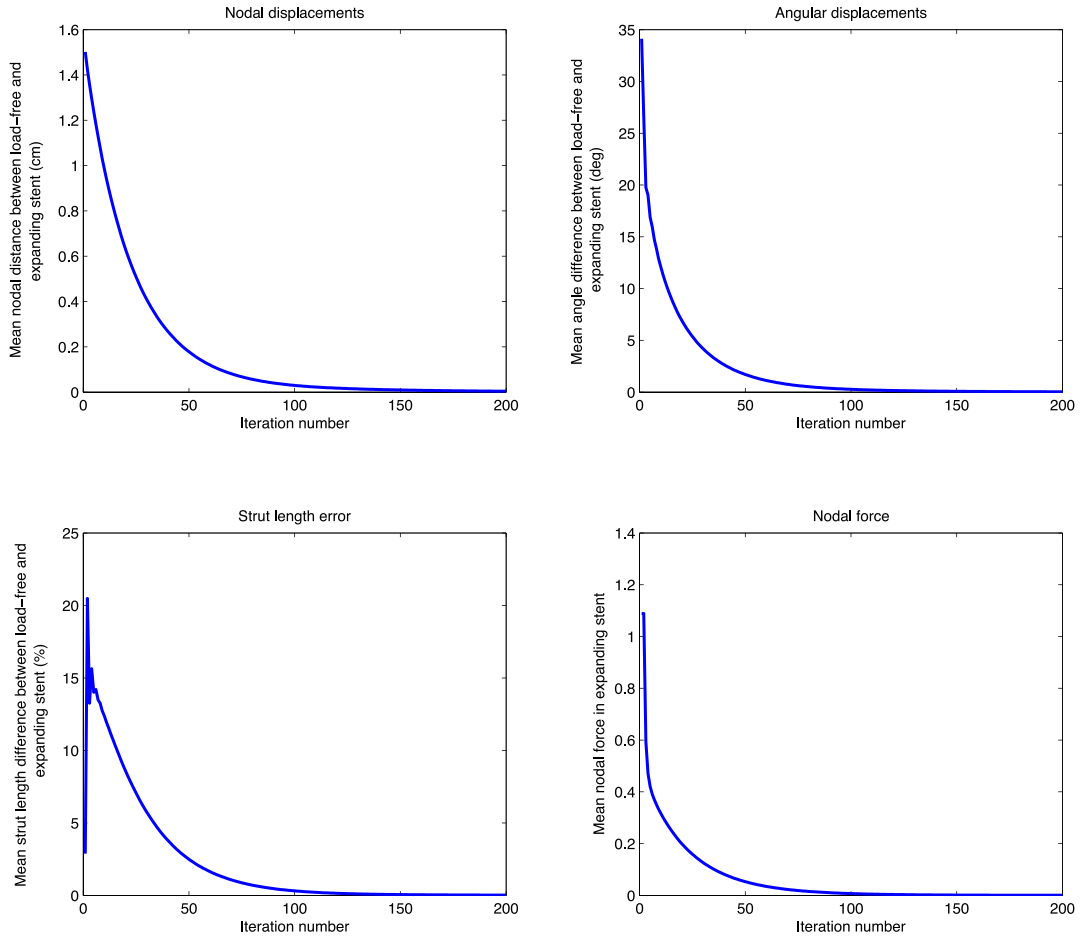 Nodal displacements
Mean nodal distance between load−free and
expanding stent (cm)
1.6
1.4
1.2
1
0.8
0.6
0.4
0.2
0
0 50 100 150 200
Iteration number
Angular displacements
Mean angle difference between load−free and
expanding stent (deg)
35
30
25
20
15
10
5
0
0 50 100 150 200
Iteration number
Strut length error
Mean strut length difference between load−free and
expanding stent (%)
25
20
15
10
5
0
0 50 100 150 200
Iteration number
Nodal force
Mean nodal force in expanding stent
1.4
1.2
1
0.8
0.6
0.4
0.2
0
0 50 100 150 200
Iteration number